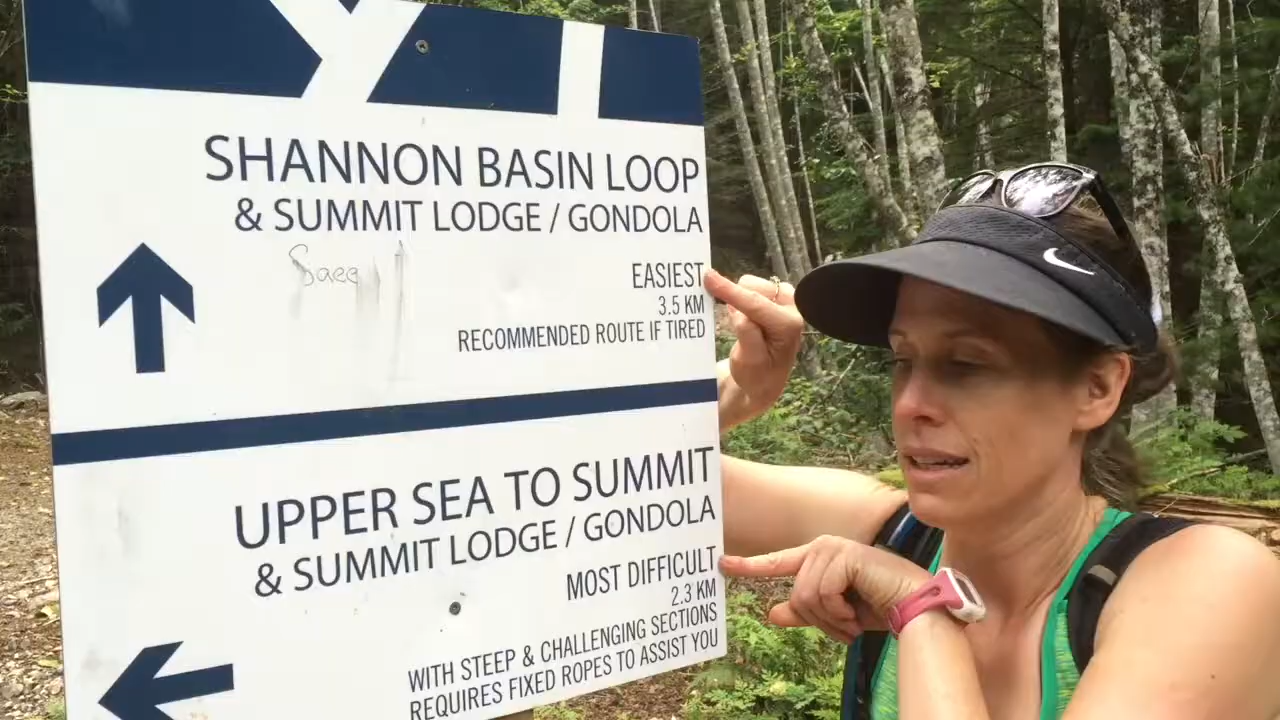 SHANNON BASIN LOOP
& SUMMIT LODGE / GONDOLA
EASIEST
3.5 KM
RECOMMENDED ROUTE IF TIRED
UPPER SEA TO SUMMIT
& SUMMIT LODGE / GONDOLA
MOST DIFFICULT
2.3 KM
WITH STEEP & CHALLENGING SECTIONS
REQUIRES FIXED ROPES TO ASSIST YOU